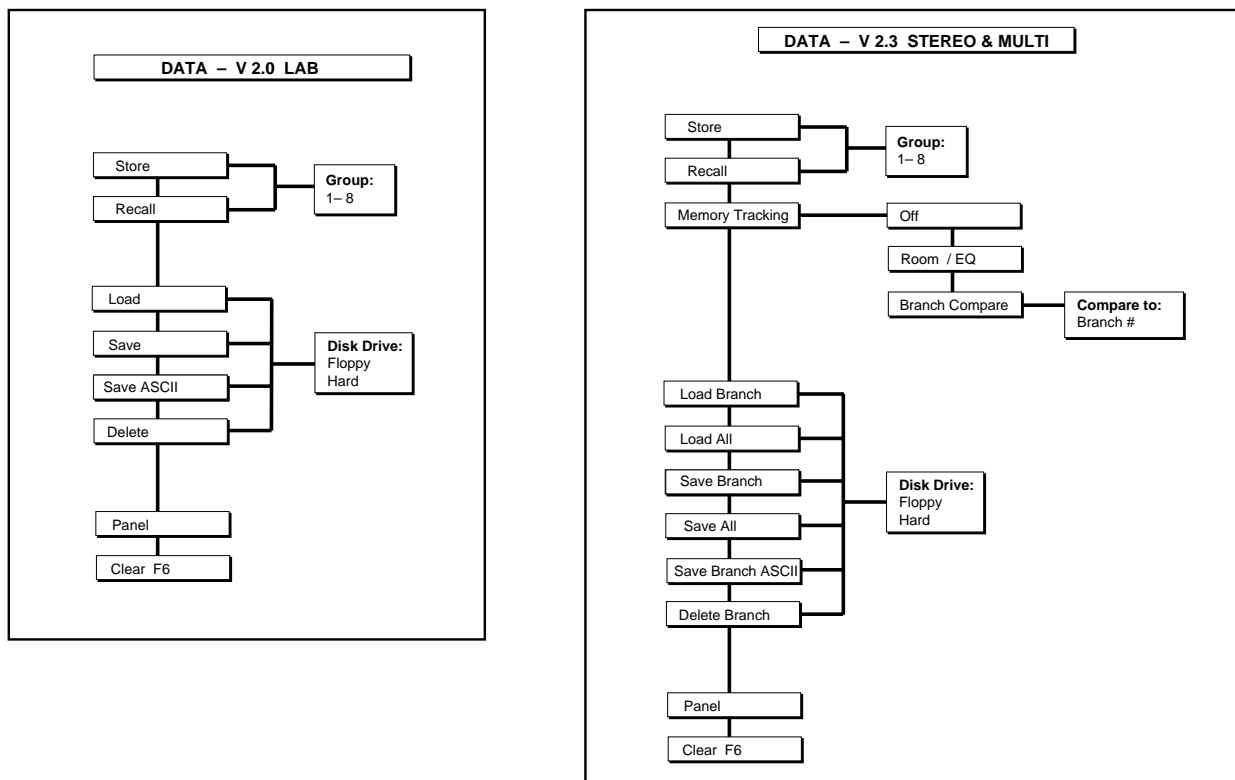 DATA – V 2.0 LAB
Store
Recall
Group:
1– 8
Load
Save
Save ASCII
Delete
Disk Drive:
Floppy
Hard
Panel
Clear F6
DATA – V 2.3 STEREO & MULTI
Store
Recall
Group:
1– 8
Memory Tracking
Off
Room / EQ
Branch Compare
Compare to:
Branch #
Load Branch
Load All
Save Branch
Save All
Save Branch ASCII
Delete Branch
Disk Drive:
Floppy
Hard
Panel
Clear F6